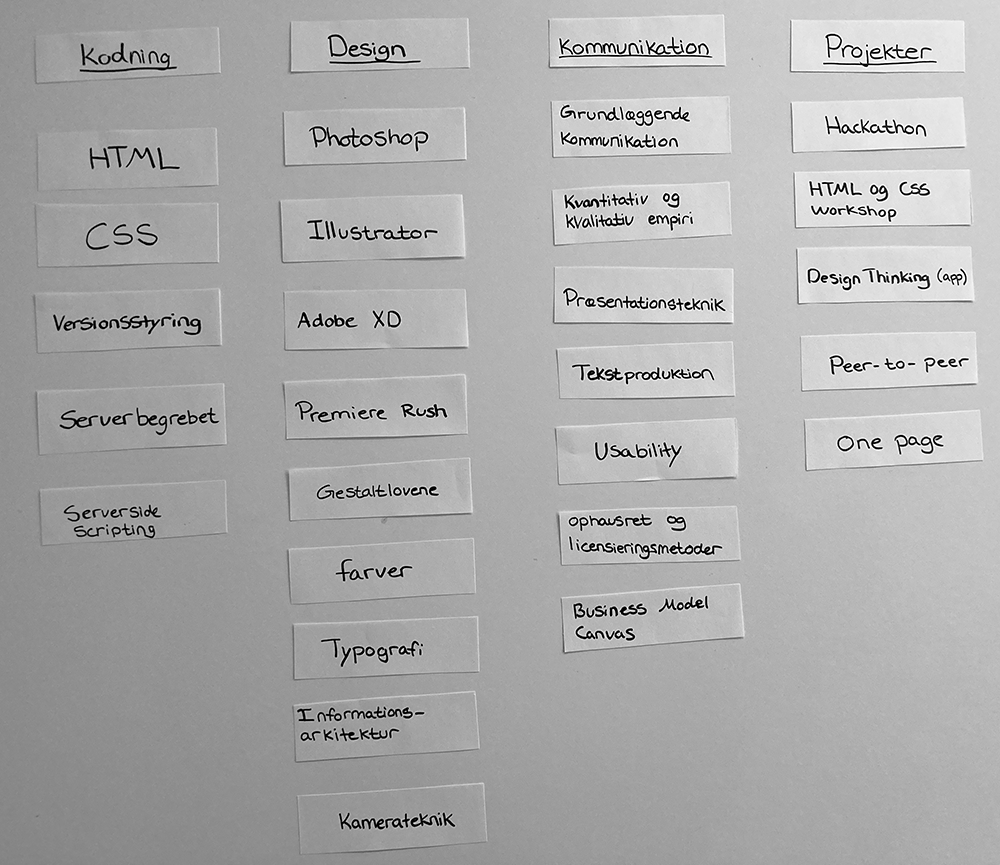 Kodning
HTML
CSS
Versionsstyring
Serverbegrebet
Serverside
Scripting
Design
Photoshop
Illustrator
Adobe XD
Premiere Rush
Gestaltlovene
farver
Typografi
Informations-
arkitektur
Kamerateknik
Kommunikation
Grundlæggende
Kommunikation
Kvantitativ og
kvalitativ empiri
Præsentationsteknik
Tekstproduktion
Usability
ophavsret og
licensieringsmetoder
Business Model
Canvas
Projekter
Hackathon
HTML og CSS
workshop
Design Thinking (app)
Peer-to-peer
One page